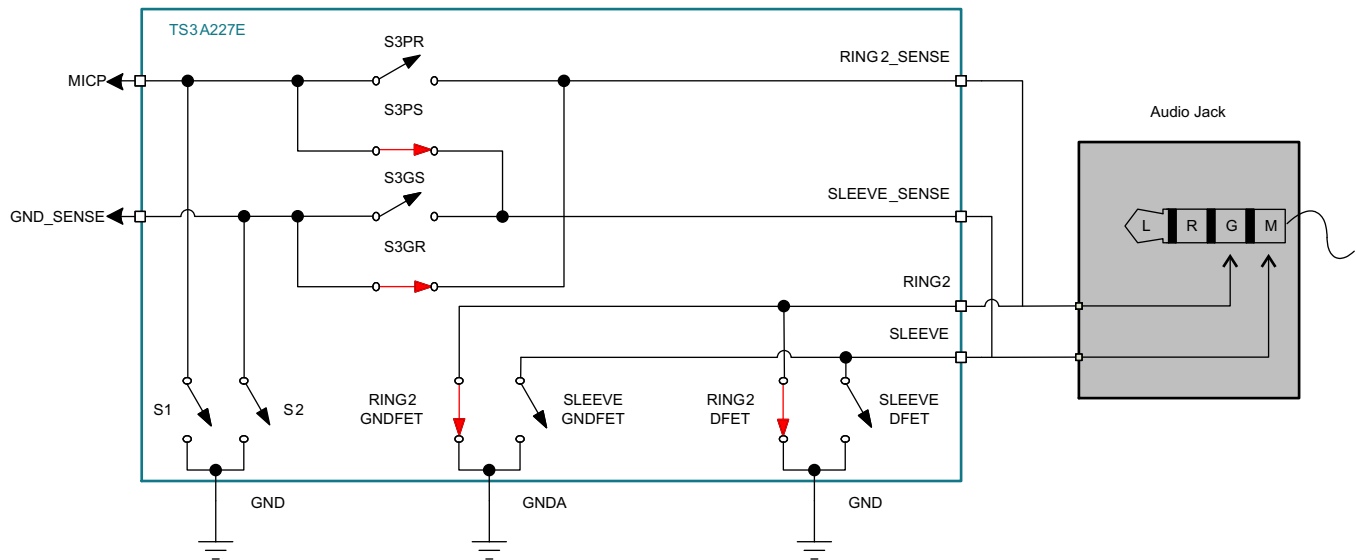 TS3A227E
S3PR
RING2_SENSE
MICP
S3PS
Audio Jack
S3GS
SLEEVE_SENSE
GND_SENSE
L R G M
S3GR
RING2
SLEEVE
S1
S2
RING2
GNDFET
SLEEVE
GNDFET
RING2
DFET
SLEEVE
DFET
GND
GNDA
GND